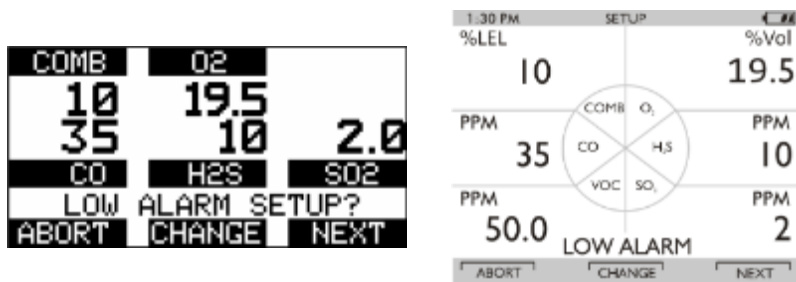 COMB O2
10 19.5
35 10 2.0
CO H2S SO2
LOW ALARM SETUP?
ABORT CHANGE NEXT
1:30 PM SETUP
%LEL %Vol
10 19.5
COMB O₂
PPM PPM
35 CO H₂S 10
VOC SO₂
PPM PPM
50.0 2
LOW ALARM
ABORT CHANGE NEXT